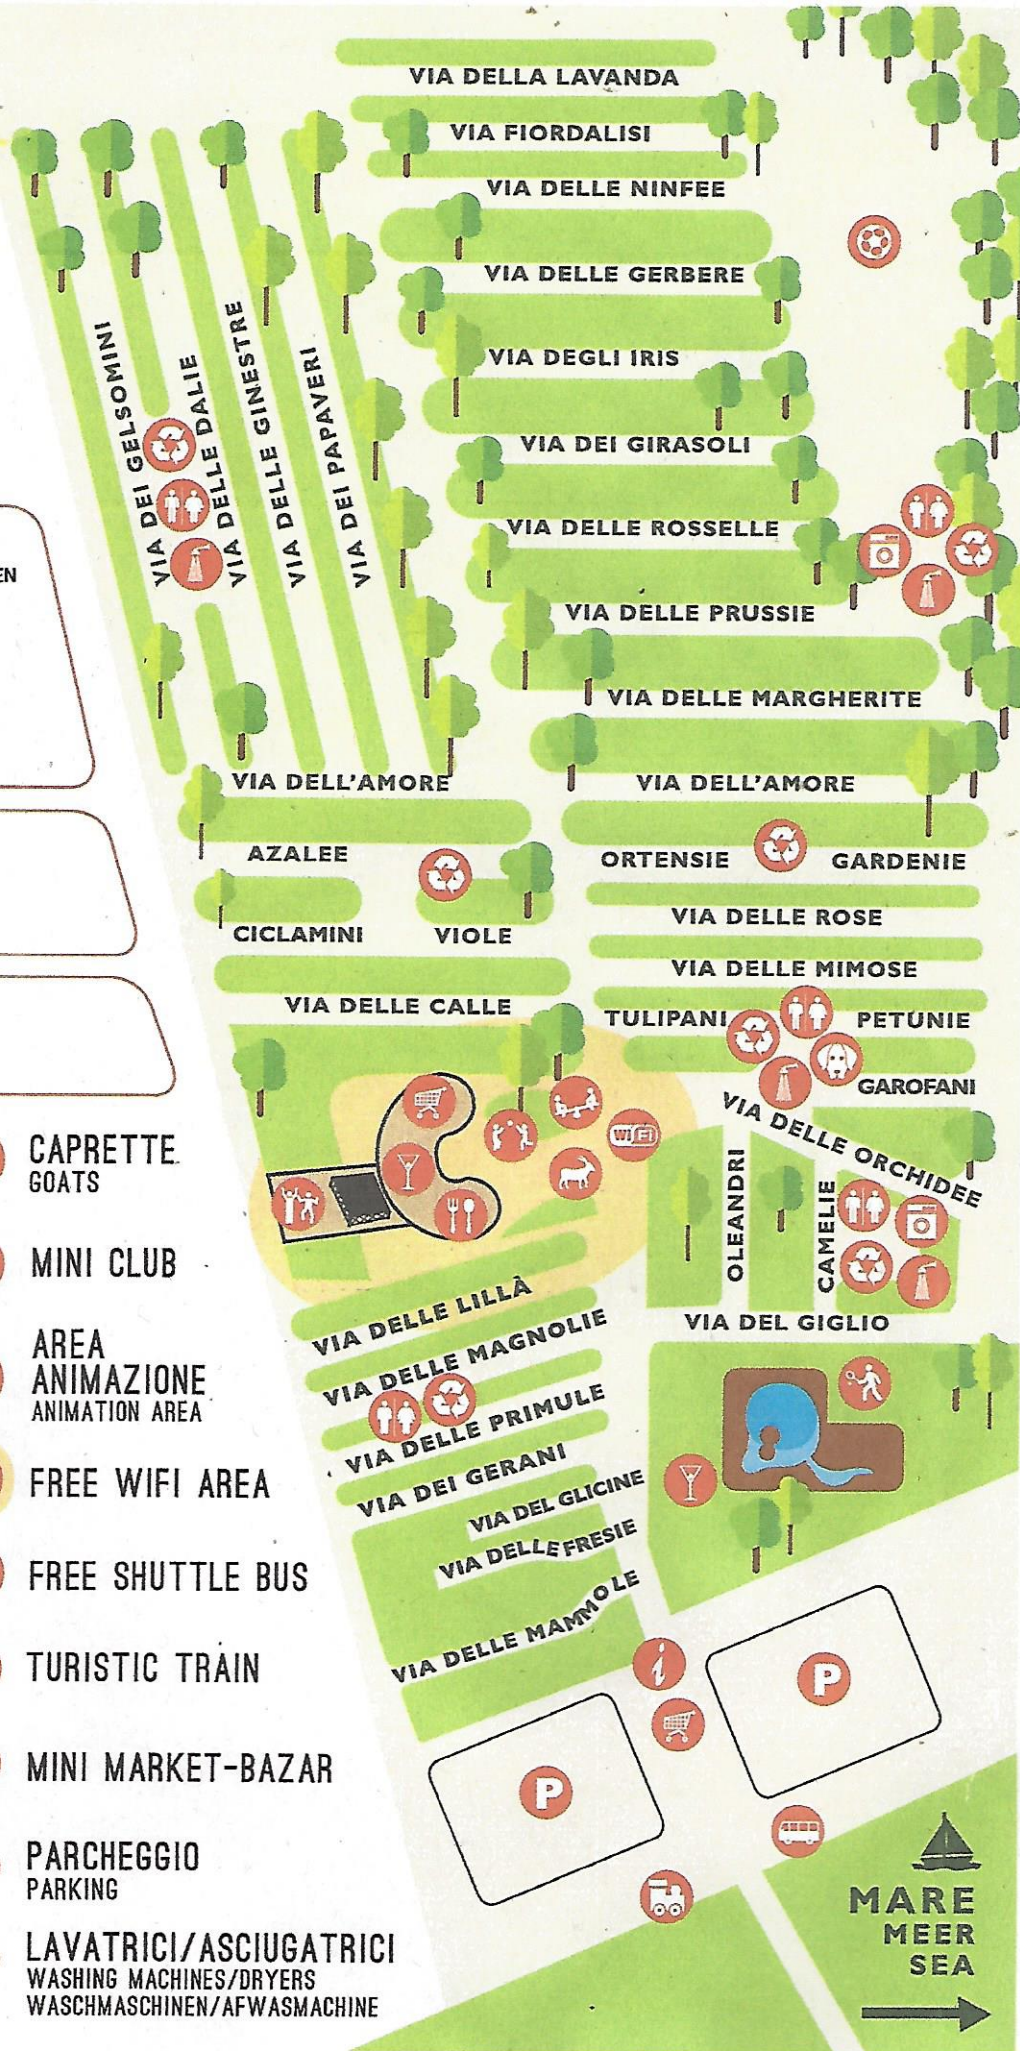 VIA DELLA LAVANDA
VIA FIORDALISI
VIA DELLE NINFEE
VIA DELLE GERBERE
VIA DEGLI IRIS
VIA DEI GIRASOLI
VIA DELLE ROSSELLE
VIA DELLE PRUSSIE
VIA DELLE MARGHERITE
VIA DEI GELSOMINI
VIA DELLE DALIE
VIA DELLE GINESTRE
VIA DEI PAPAVERI
EN
VIA DELL'AMORE
VIA DELL'AMORE
AZALEE
ORTENSIE
GARDENIE
VIA DELLE ROSE
CICLAMINI
VIOLE
VIA DELLE MIMOSE
VIA DELLE CALLE
TULIPANI
PETUNIE
GAROFANI
VIA DELLE ORCHIDEE
WiFi
OLEANDRI
CAMELIE
VIA DEL GIGLIO
VIA DELLE LILLÀ
VIA DELLE MAGNOLIE
VIA DELLE PRIMULE
VIA DEI GERANI
VIA DEL GLICINE
VIA DELLE FRESIE
VIA DELLE MAMMOLE
i
P
P
CAPRETTE
GOATS
MINI CLUB
AREA
ANIMAZIONE
ANIMATION AREA
FREE WIFI AREA
FREE SHUTTLE BUS
TURISTIC TRAIN
MINI MARKET-BAZAR
PARCHEGGIO
PARKING
LAVATRICI/ASCIUGATRICI
WASHING MACHINES/DRYERS
WASCHMASCHINEN/AFWASMACHINE
MARE
MEER
SEA